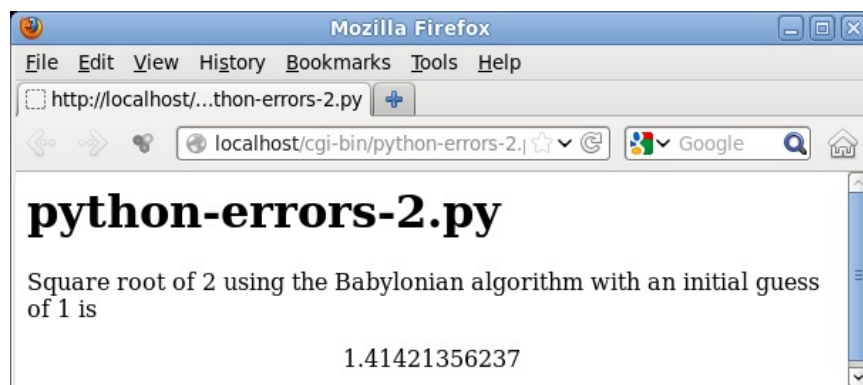 Mozilla Firefox
File Edit View History Bookmarks Tools Help
http://localhost/...thon-errors-2.py
localhost/cgi-bin/python-errors-2.p Google
python-errors-2.py
Square root of 2 using the Babylonian algorithm with an initial guess
of 1 is
1.41421356237